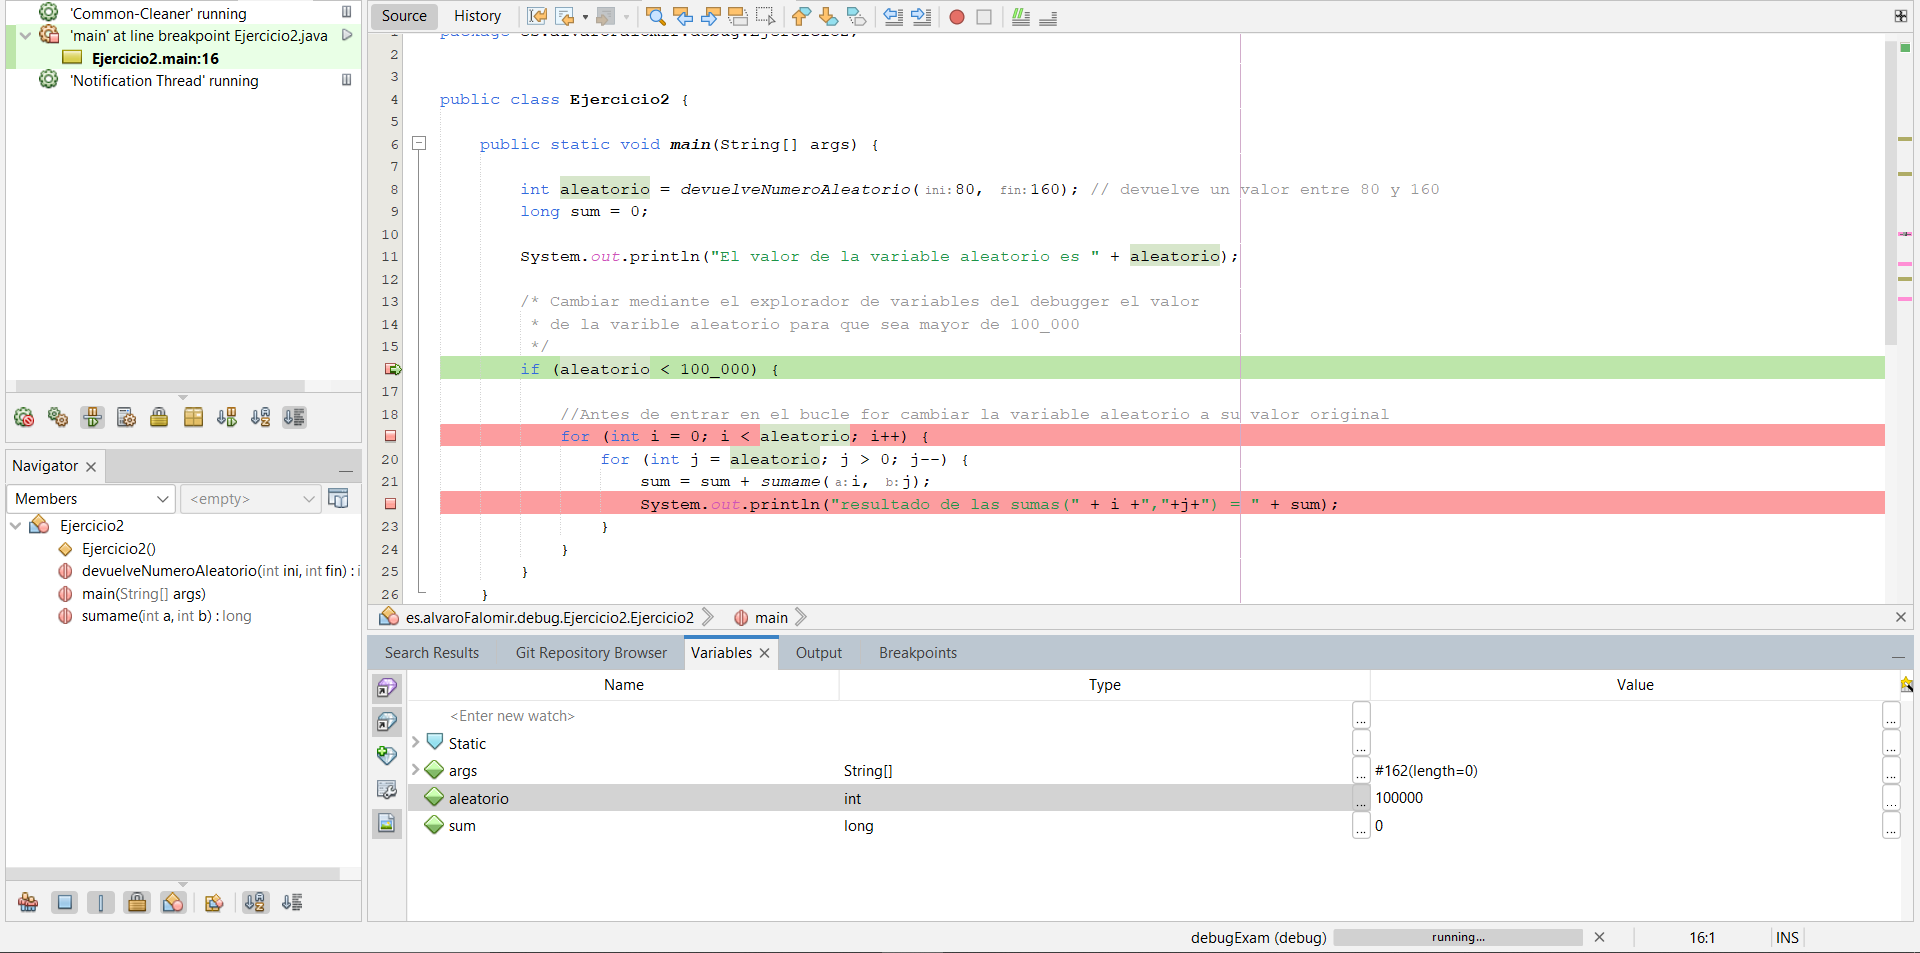 'Common-Cleaner' running
'main' at line breakpoint Ejercicio2.java
Ejercicio2.main:16
'Notification Thread' running
Navigator
Members
<empty>
Ejercicio2
Ejercicio2()
devuelveNumeroAleatorio(int ini, int fin) : i
main(String[] args)
sumame(int a, int b) : long
Source History
1 package es.alvaroFalomir.debug.Ejercicio2;
2
3
4 public class Ejercicio2 {
5
6 public static void main(String[] args) {
7
8 int aleatorio = devuelveNumeroAleatorio( ini: 80, fin: 160); // devuelve un valor entre 80 y 160
9 long sum = 0;
10
11 System.out.println("El valor de la variable aleatorio es " + aleatorio);
12
13 /* Cambiar mediante el explorador de variables del debugger el valor
14 * de la varible aleatorio para que sea mayor de 100_000
15 */
if (aleatorio < 100_000) {
17
18 //Antes de entrar en el bucle for cambiar la variable aleatorio a su valor original
for (int i = 0; i < aleatorio; i++) {
20 for (int j = aleatorio; j > 0; j--) {
21 sum = sum + sumame( a: i, b: j);
System.out.println("resultado de las sumas(" + i +","+j+") = " + sum);
23 }
24 }
25 }
26 }
es.alvaroFalomir.debug.Ejercicio2.Ejercicio2 main
Search Results Git Repository Browser Variables Output Breakpoints
Name Type Value
<Enter new watch> ... ...
Static ... ...
args String[] ... #162(length=0) ...
aleatorio int ... 100000 ...
sum long ... 0 ...
debugExam (debug) running... 16:1 INS